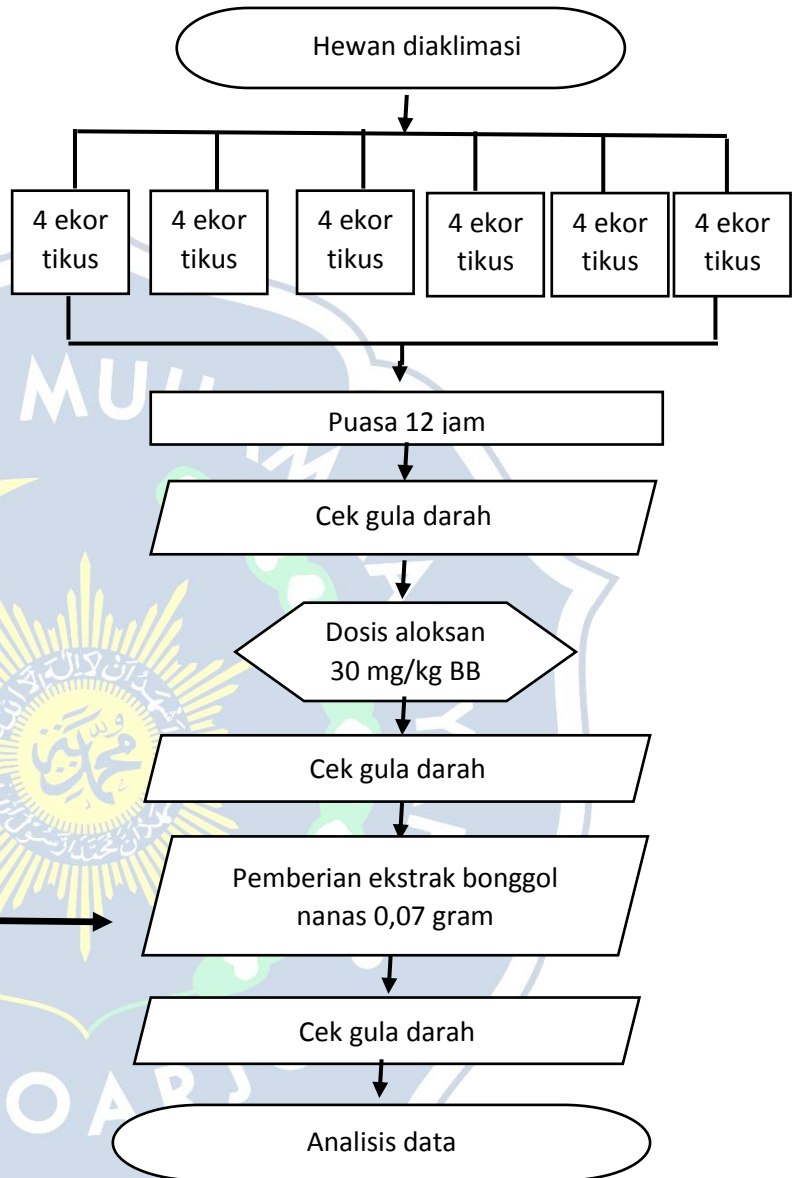 Hewan diaklimasi
4 ekor
tikus
4 ekor
tikus
4 ekor
tikus
4 ekor
tikus
4 ekor
tikus
4 ekor
tikus
MUH
Puasa 12 jam
Cek gula darah
Dosis aloksan
30 mg/kg BB
Cek gula darah
Pemberian ekstrak bonggol
nanas 0,07 gram
Cek gula darah
OARJO
Analisis data